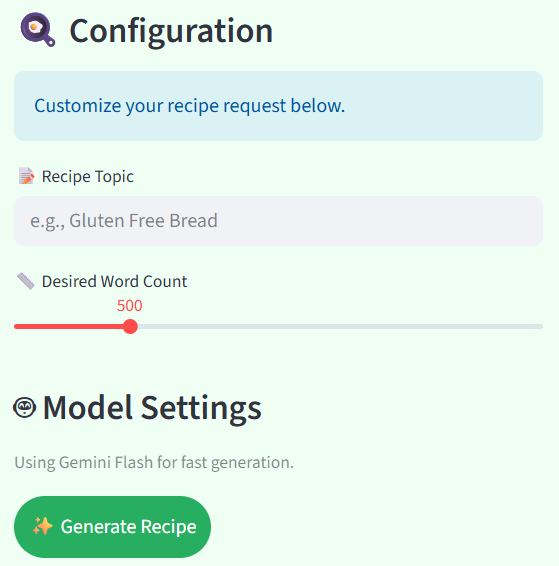 Configuration
Customize your recipe request below.
Recipe Topic
e.g., Gluten Free Bread
Desired Word Count
500
Model Settings
Using Gemini Flash for fast generation.
Generate Recipe